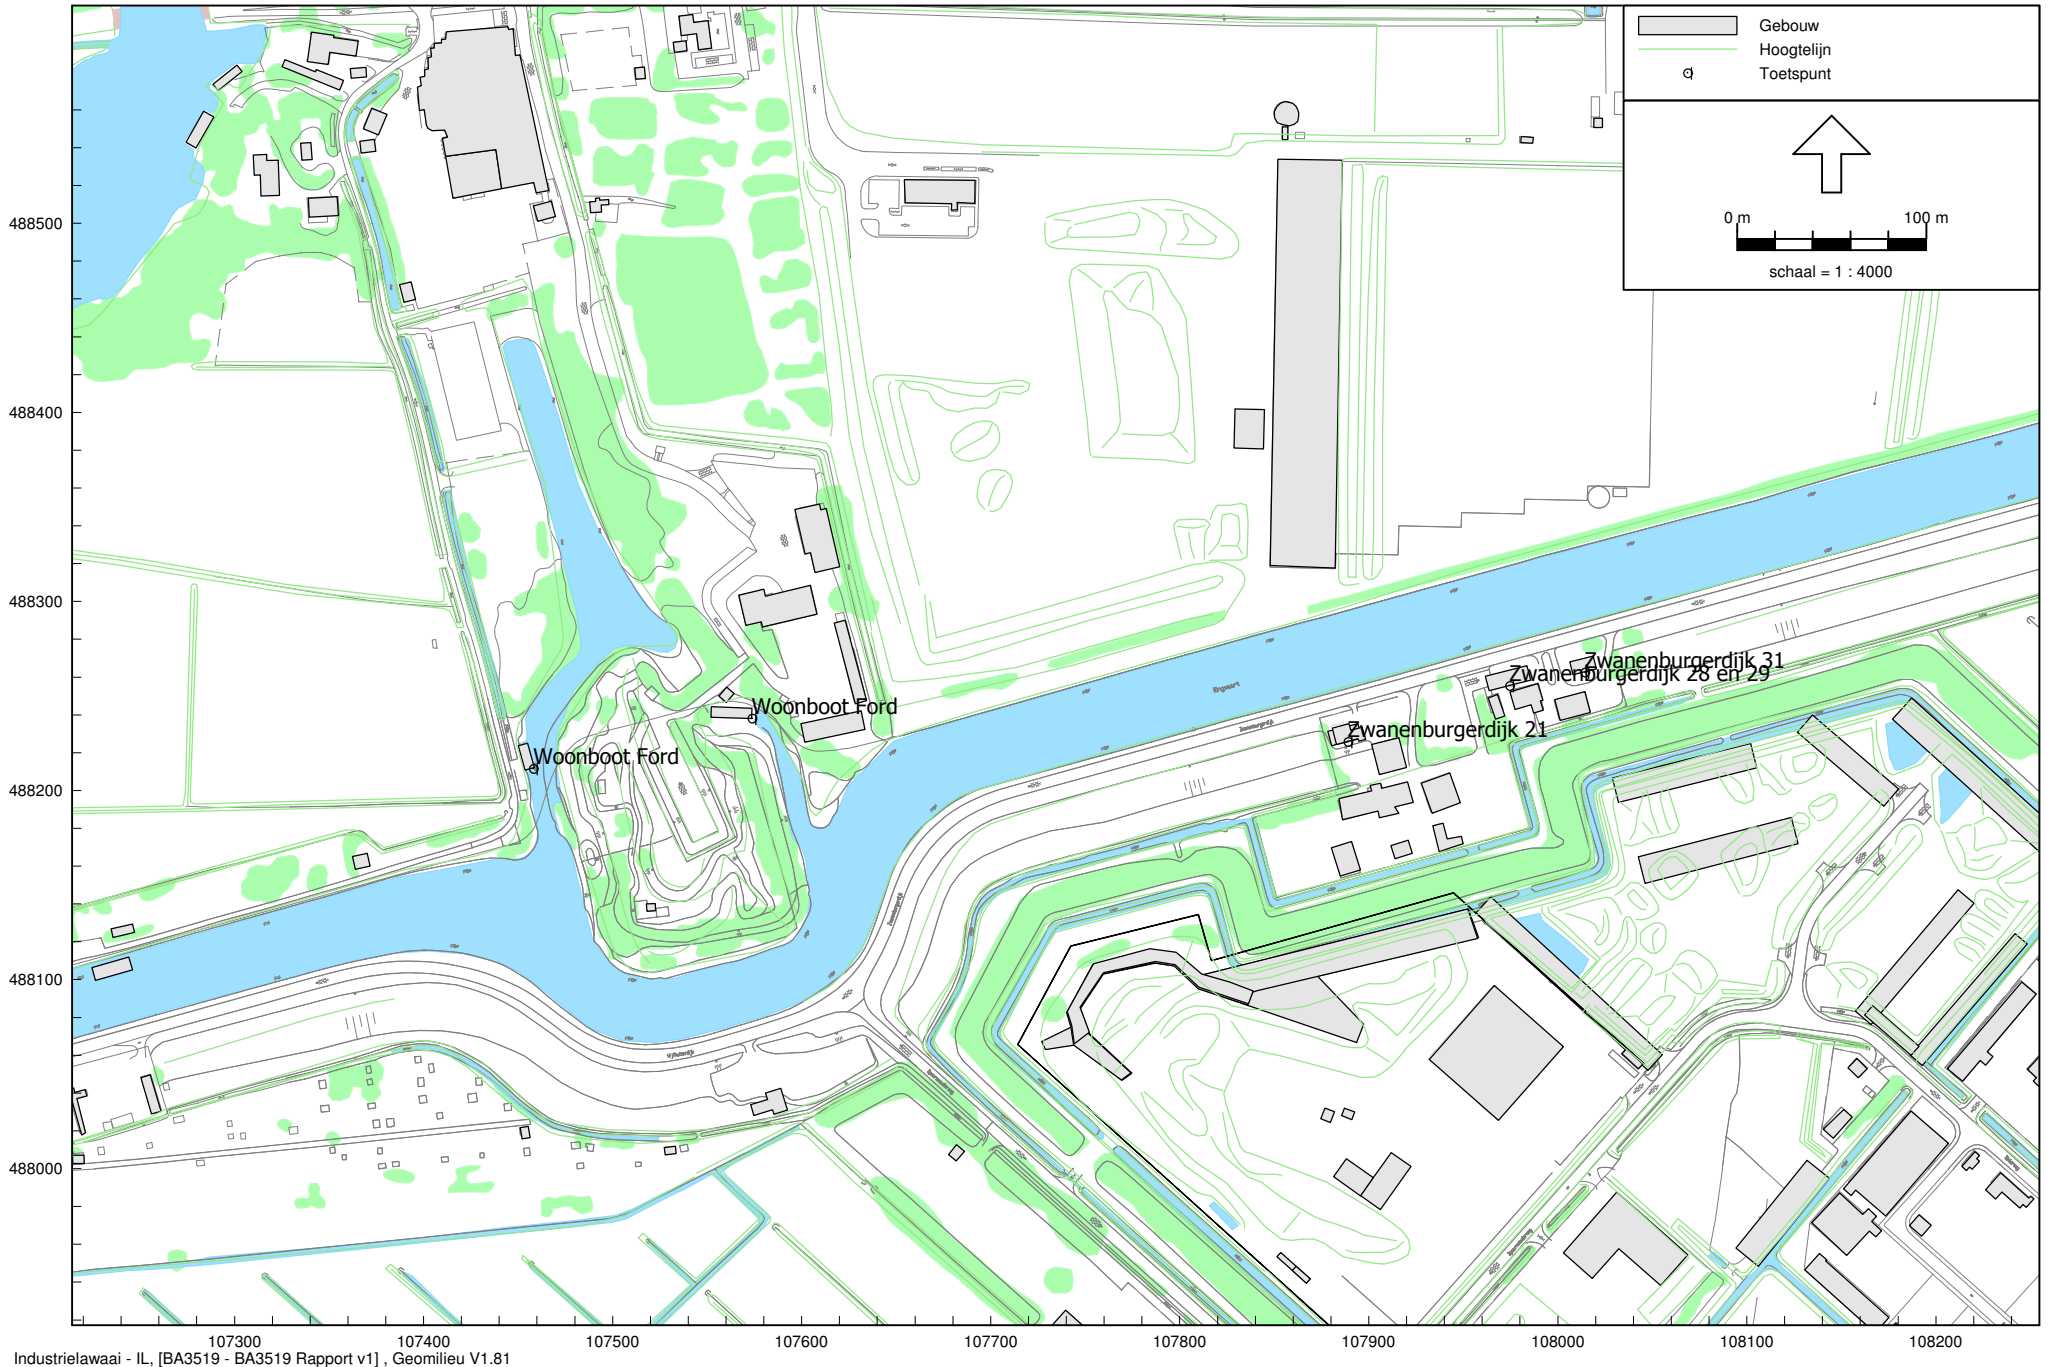 Gebouw
Hoogtelijn
Toetspunt
0 m 100 m
schaal = 1 : 4000
488500
488400
488300
488200
488100
488000
Zwanenburgerdijk 31
Zwanenburgerdijk 28 en 29
Ringvaart
Woonboot Ford
Zwanenburgerdijk 21
Woonboot Ford
107300 107400 107500 107600 107700 107800 107900 108000 108100 108200
Industrielawaai - IL, [BA3519 - BA3519 Rapport v1] , Geomilieu V1.81